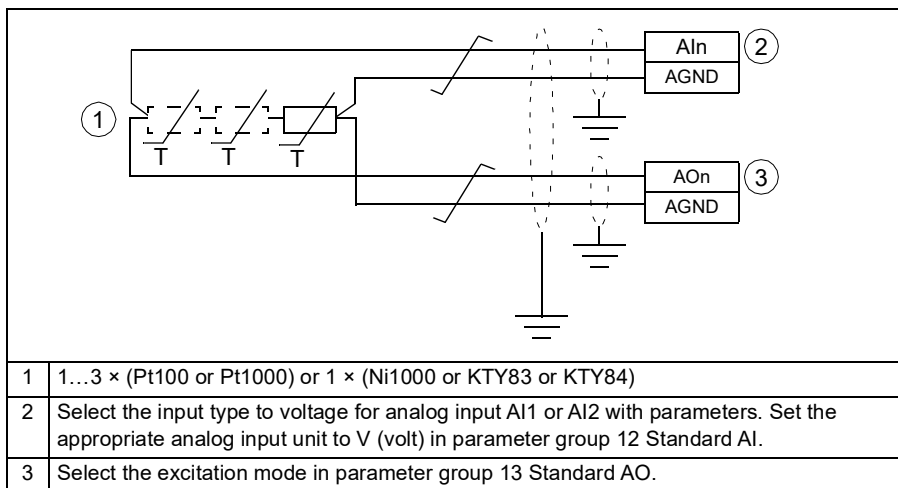 AIn
2
AGND
1
T
T
T
AOn
3
AGND
1 1…3 × (Pt100 or Pt1000) or 1 × (Ni1000 or KTY83 or KTY84)
2 Select the input type to voltage for analog input AI1 or AI2 with parameters. Set the
appropriate analog input unit to V (volt) in parameter group 12 Standard AI.
3 Select the excitation mode in parameter group 13 Standard AO.